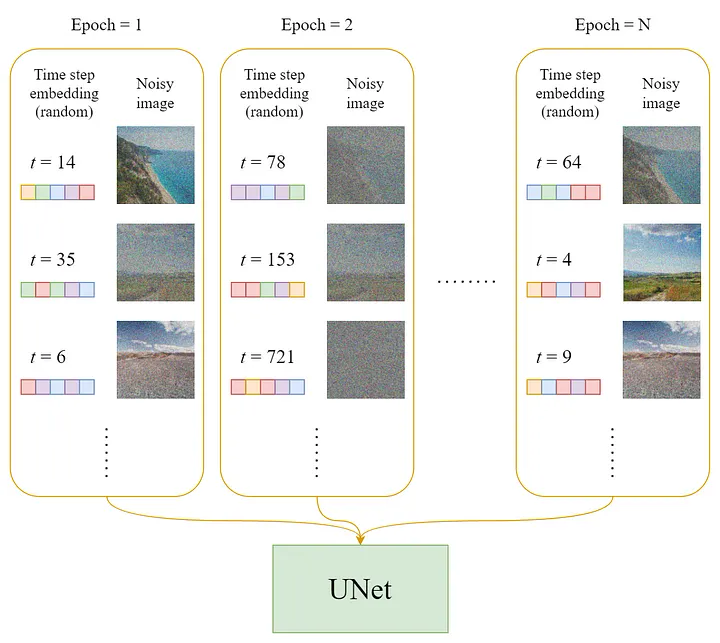 Epoch = 1
Time step
embedding
(random)
Noisy
image
t = 14
t = 35
t = 6
Epoch = 2
Time step
embedding
(random)
Noisy
image
t = 78
t = 153
t = 721
Epoch = N
Time step
embedding
(random)
Noisy
image
t = 64
t = 4
t = 9
UNet